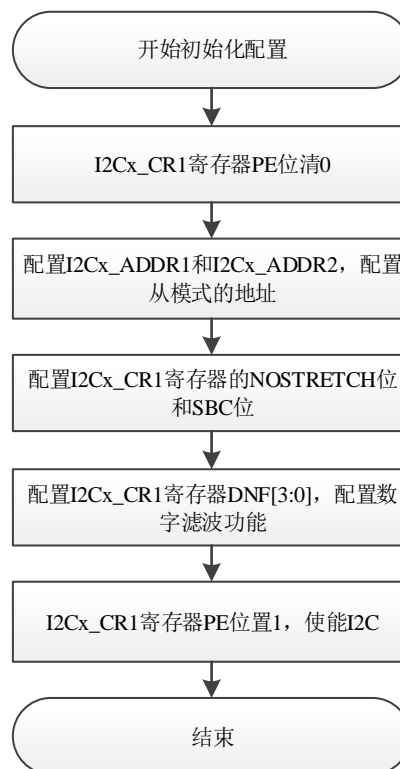 开始初始化配置
I2Cx_CR1寄存器PE位清0
配置I2Cx_ADDR1和I2Cx_ADDR2，配置
从模式的地址
配置I2Cx_CR1寄存器的NOSTRETCH位
和SBC位
配置I2Cx_CR1寄存器DNF[3:0]，配置数
字滤波功能
I2Cx_CR1寄存器PE位置1，使能I2C
结束